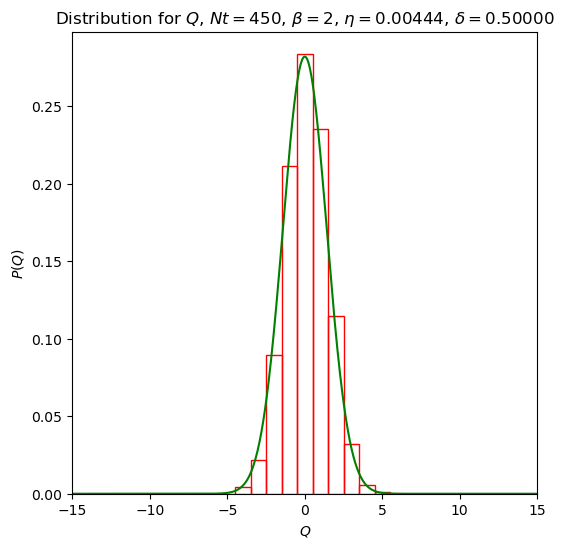 Distribution for Q, Nt = 450, β = 2, η = 0.00444, δ = 0.50000
0.25
0.20
0.15
P(Q)
0.10
0.05
0.00
−15 −10 −5 0 5 10 15
Q